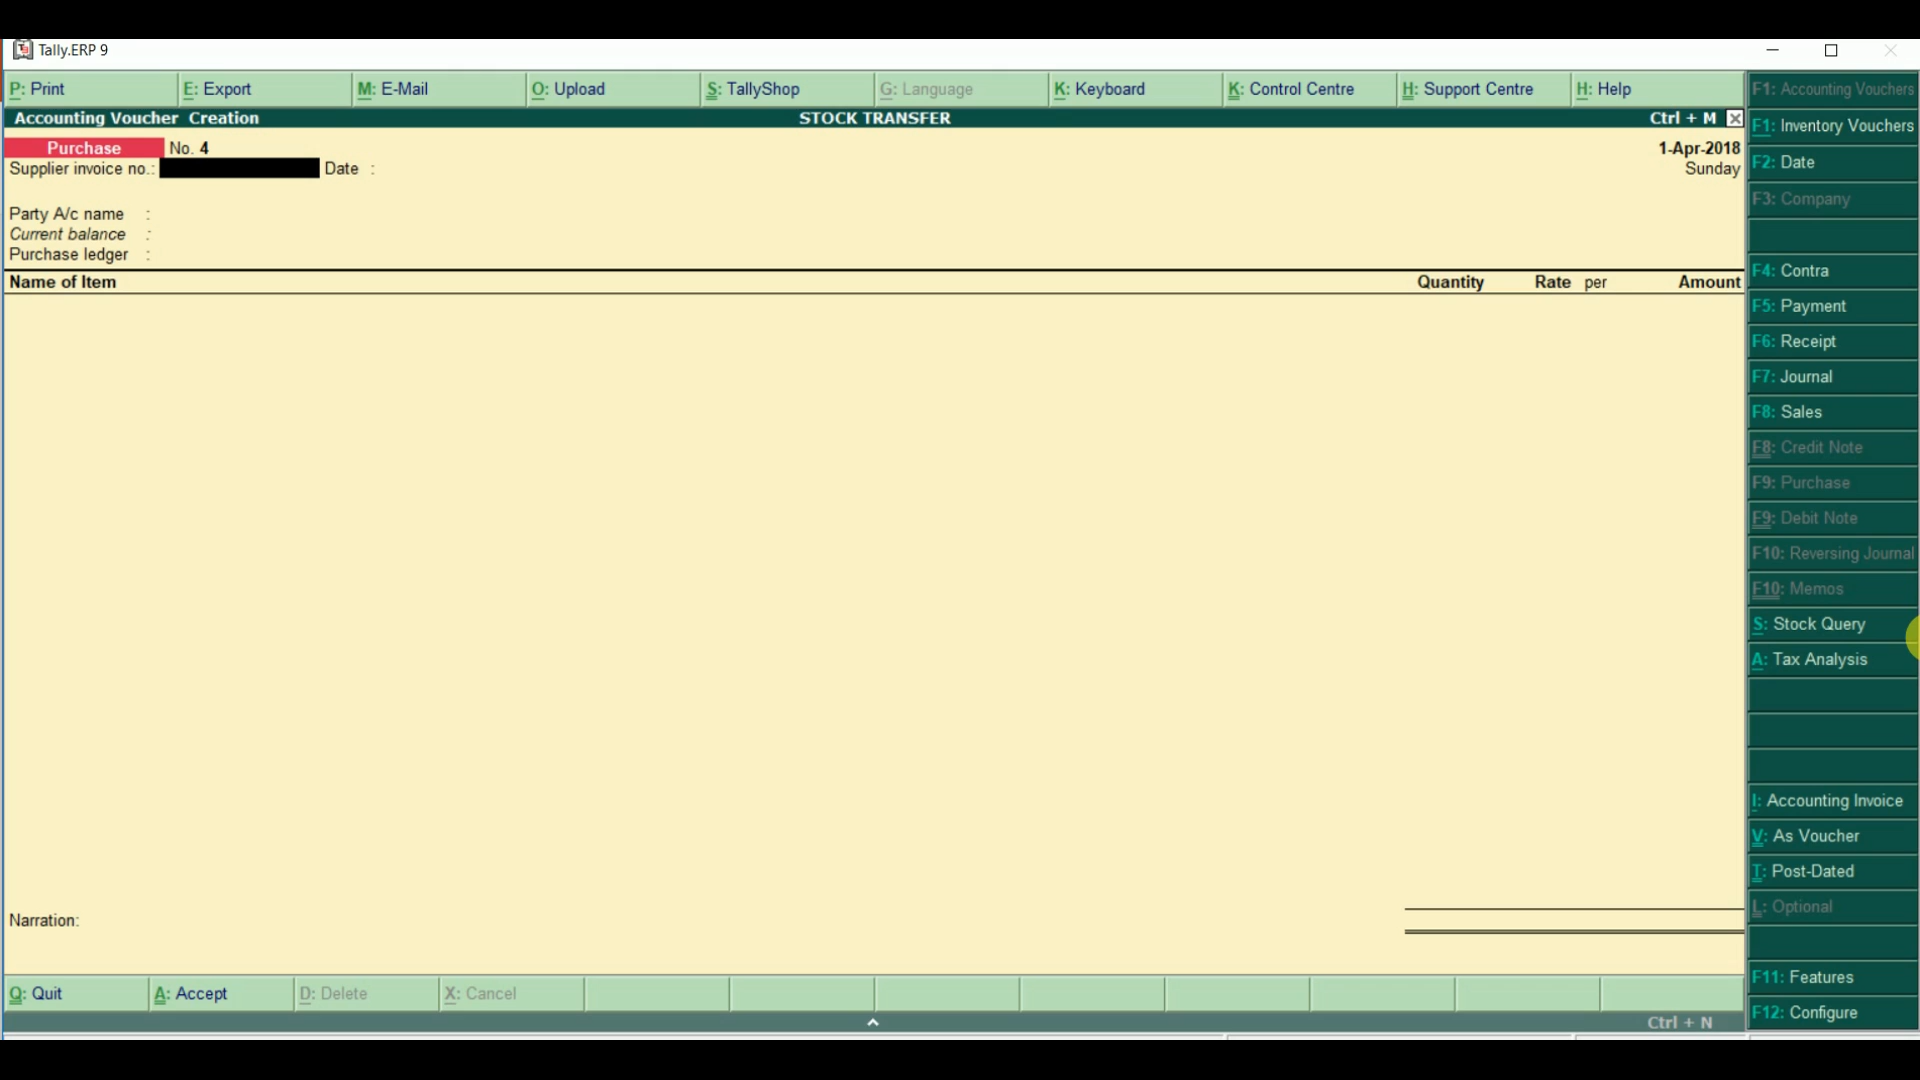 Tally.ERP 9
P: Print E: Export M: E-Mail O: Upload S: TallyShop G: Language K: Keyboard K: Control Centre H: Support Centre H: Help
Accounting Voucher Creation STOCK TRANSFER Ctrl + M
Purchase No. 4 1-Apr-2018
Supplier invoice no.: Date : Sunday
Party A/c name :
Current balance :
Purchase ledger :
Name of Item Quantity Rate per Amount
Narration:
Q: Quit A: Accept D: Delete X: Cancel
Ctrl + N
F1: Accounting Vouchers
F1: Inventory Vouchers
F2: Date
F3: Company
F4: Contra
F5: Payment
F6: Receipt
F7: Journal
F8: Sales
F8: Credit Note
F9: Purchase
F9: Debit Note
F10: Reversing Journal
F10: Memos
S: Stock Query
A: Tax Analysis
I: Accounting Invoice
V: As Voucher
T: Post-Dated
L: Optional
F11: Features
F12: Configure